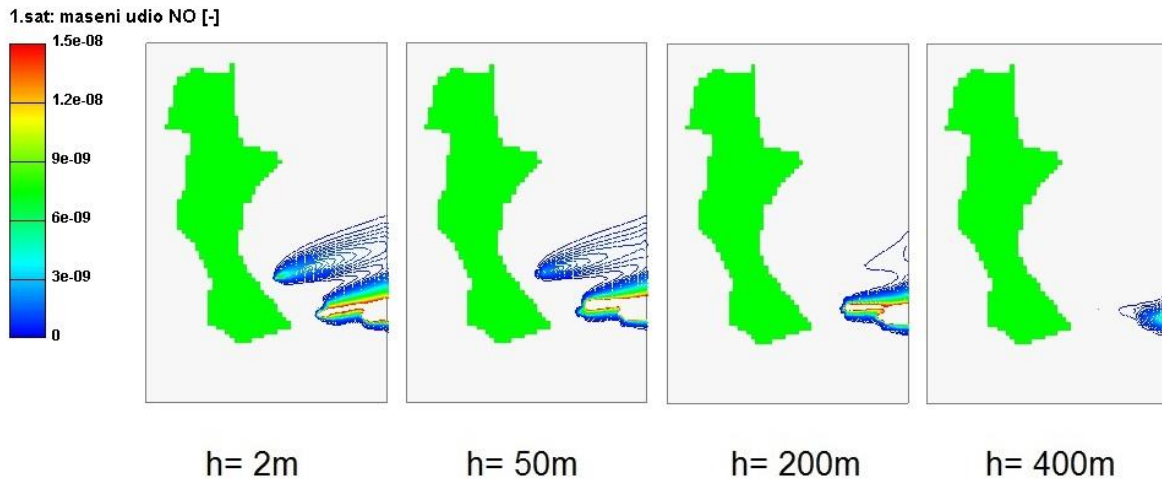 1.sat: maseni udio NO [-]
1.5e-08
1.2e-08
9e-09
6e-09
3e-09
0
h= 2m
h= 50m
h= 200m
h= 400m